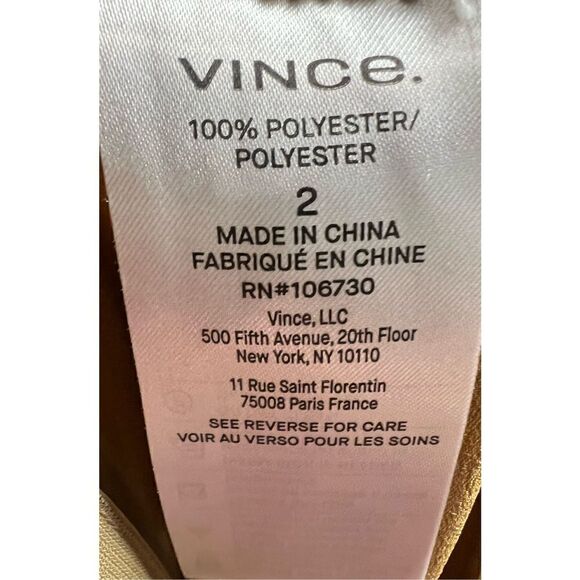 VINCe.
100% POLYESTER/
POLYESTER
2
MADE IN CHINA
FABRIQUÉ EN CHINE
RN#106730
Vince, LLC
500 Fifth Avenue, 20th Floor
New York, NY 10110
11 Rue Saint Florentin
75008 Paris France
SEE REVERSE FOR CARE
VOIR AU VERSO POUR LES SOINS